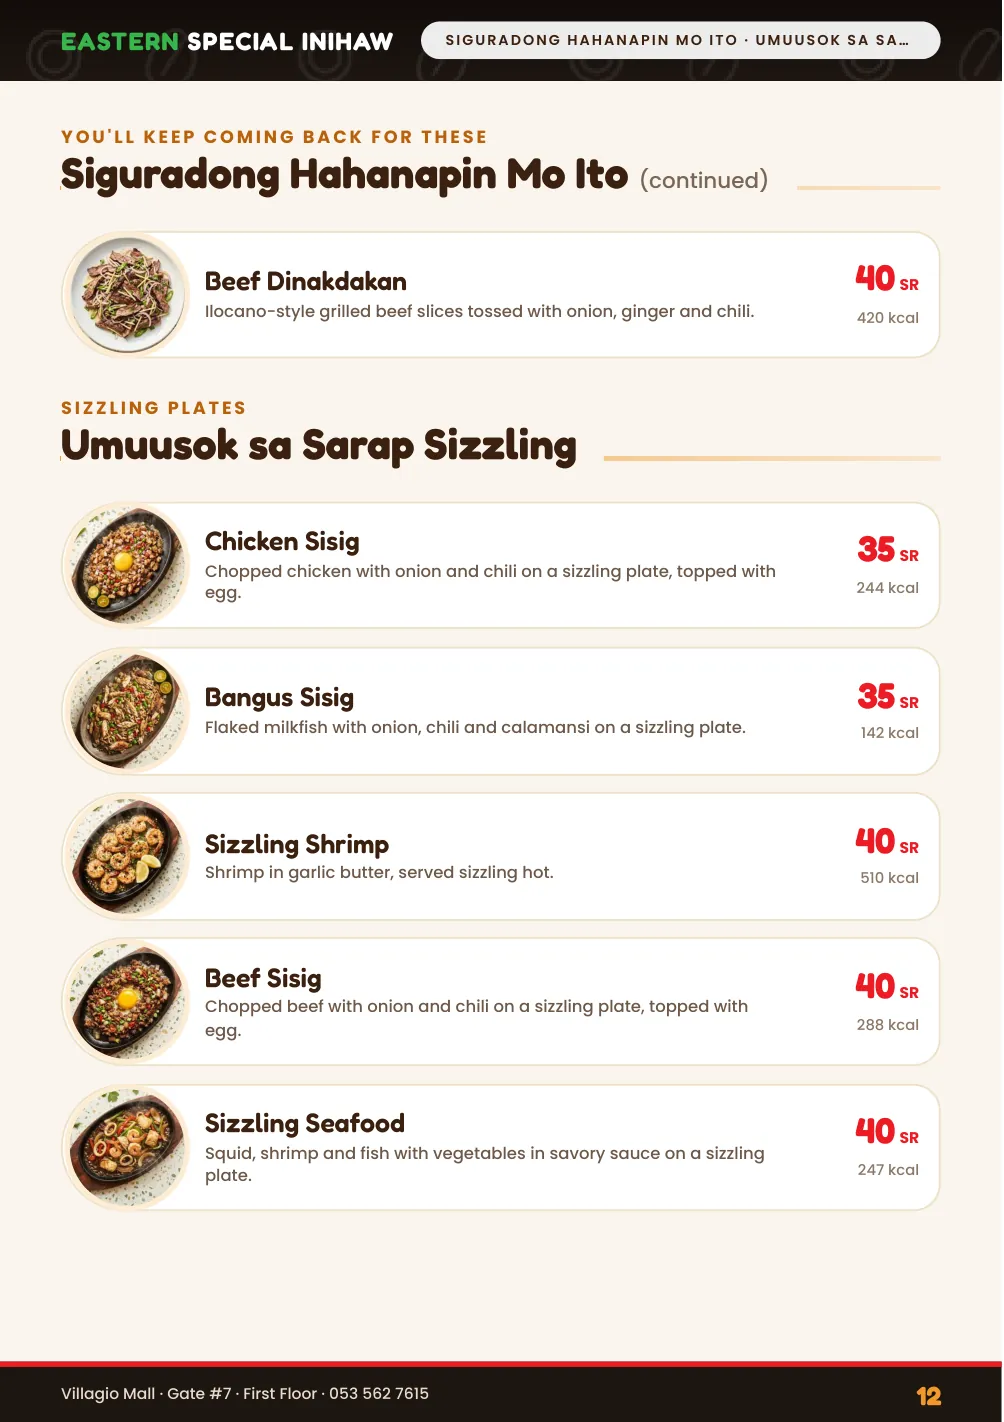 EASTERN SPECIAL INIHAW
SIGURADONG HAHANAPIN MO ITO · UMUUSOK SA SA…
YOU'LL KEEP COMING BACK FOR THESE
Siguradong Hahanapin Mo Ito (continued)
Beef Dinakdakan
Ilocano-style grilled beef slices tossed with onion, ginger and chili.
40 SR
420 kcal
SIZZLING PLATES
Umuusok sa Sarap Sizzling
Chicken Sisig
Chopped chicken with onion and chili on a sizzling plate, topped with
egg.
35 SR
244 kcal
Bangus Sisig
Flaked milkfish with onion, chili and calamansi on a sizzling plate.
35 SR
142 kcal
Sizzling Shrimp
Shrimp in garlic butter, served sizzling hot.
40 SR
510 kcal
Beef Sisig
Chopped beef with onion and chili on a sizzling plate, topped with
egg.
40 SR
288 kcal
Sizzling Seafood
Squid, shrimp and fish with vegetables in savory sauce on a sizzling
plate.
40 SR
247 kcal
Villagio Mall · Gate #7 · First Floor · 053 562 7615
12